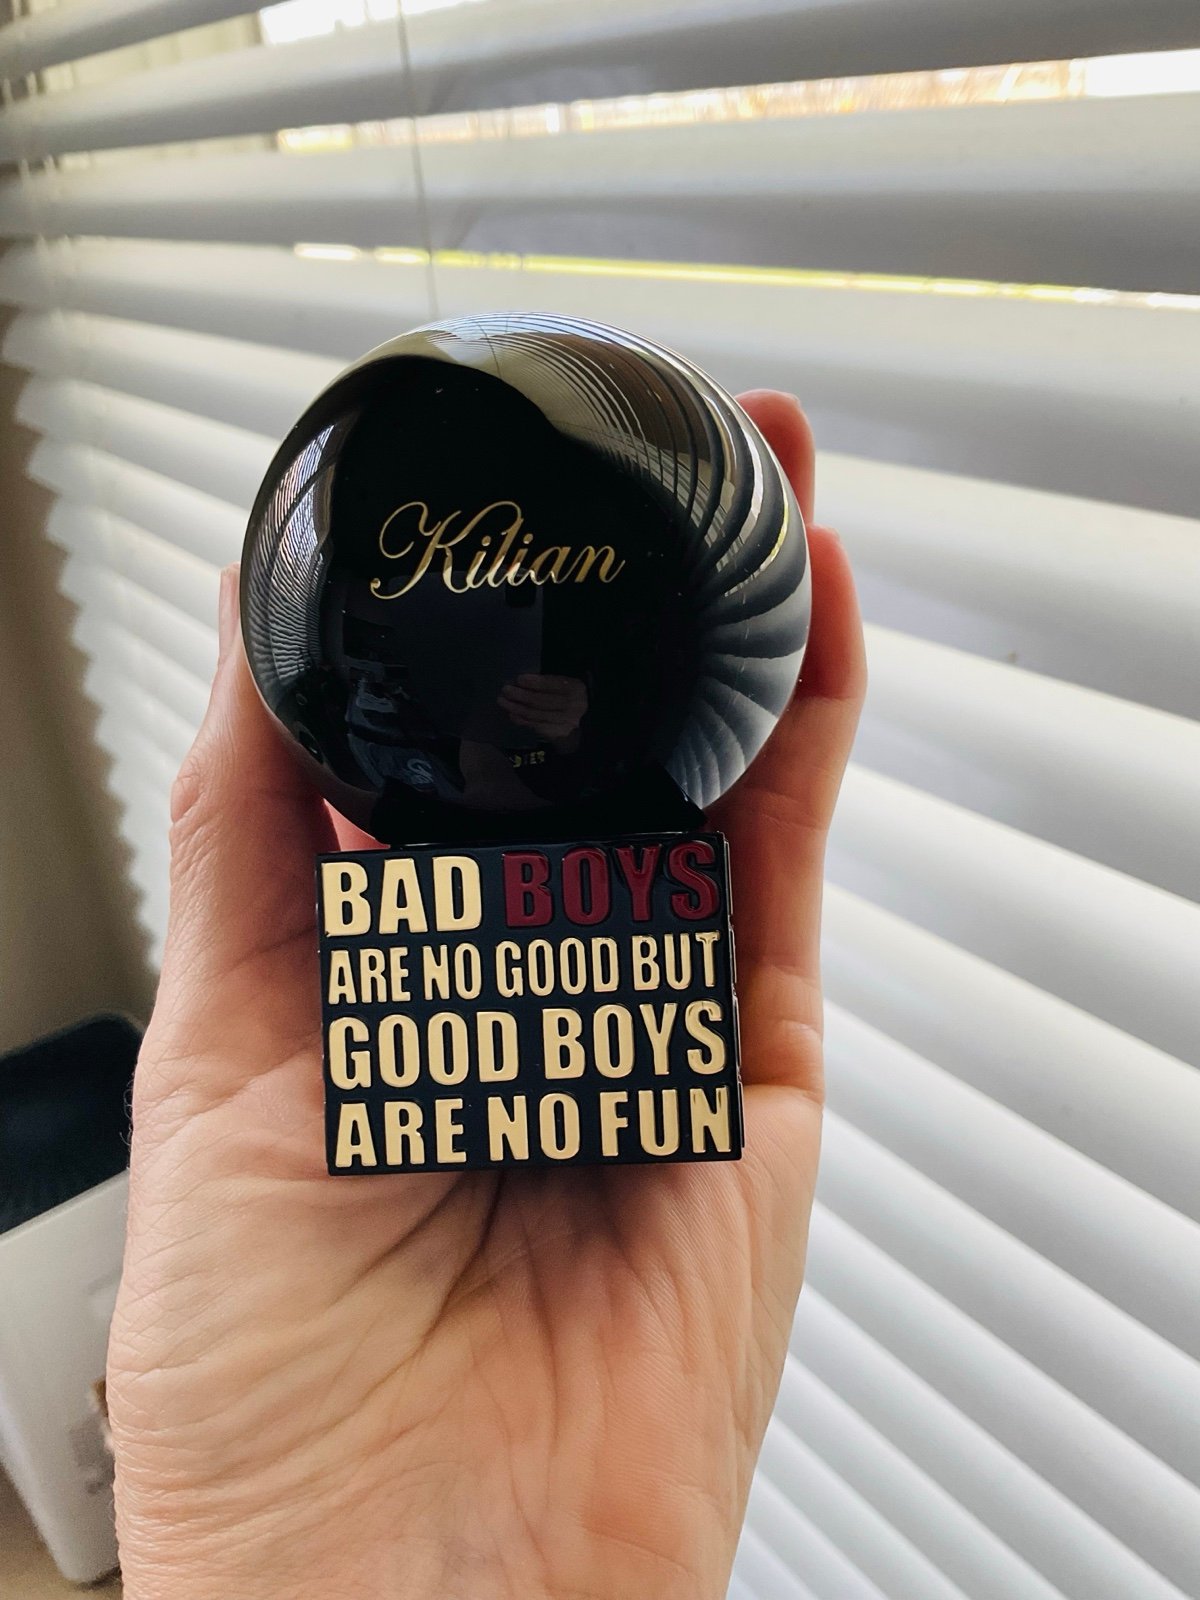 Kilian
BAD BOYS
ARE NO GOOD BUT
GOOD BOYS
ARE NO FUN